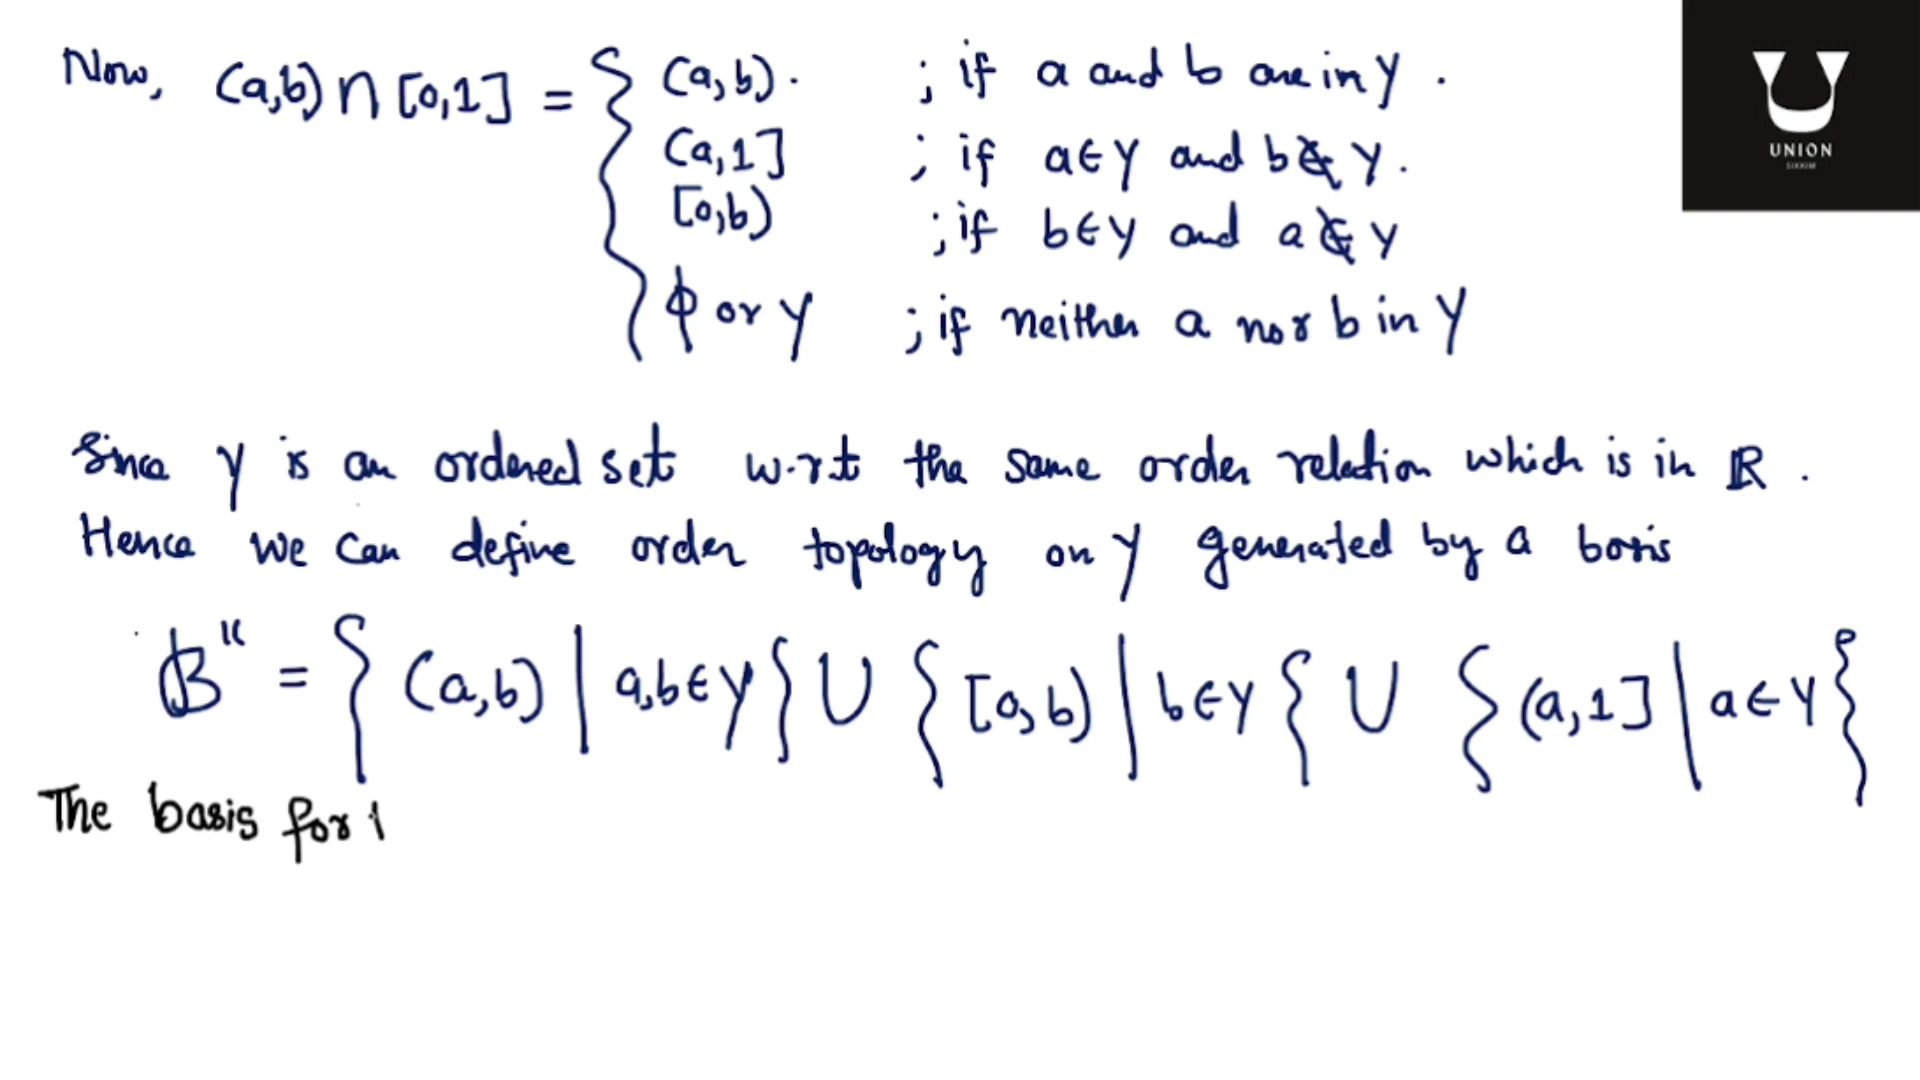 Now, (a,b) ∩ [0,1] = { (a,b). ; if a and b are in Y.
(a,1] ; if a∈Y and b∉Y.
[0,b) ; if b∈Y and a∉Y
ϕ or Y ; if neither a nor b in Y
UNION
SIKKIM
Since Y is an ordered set w.r.t the same order relation which is in ℝ.
Hence we can define order topology on Y generated by a basis
B'' = { (a,b) | a,b∈Y } ∪ { [0,b) | b∈Y } ∪ { (a,1] | a∈Y }
The basis for